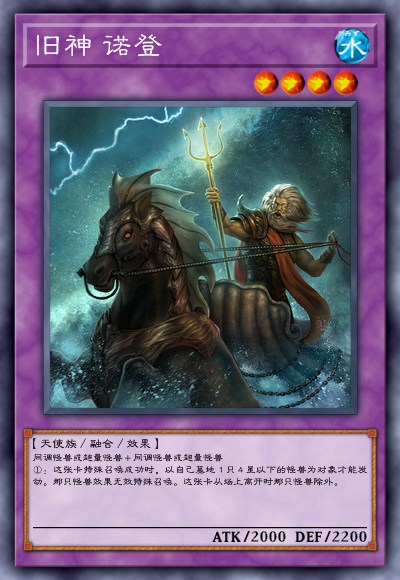 旧神 诺登
水
【天使族／融合／效果】
同调怪兽或超量怪兽＋同调怪兽或超量怪兽
①：这张卡特殊召唤成功时，以自己墓地1只4星以下的怪兽为对象才能发
动。那只怪兽效果无效特殊召唤。这张卡从场上离开时那只怪兽除外。
ATK/2000 DEF/2200